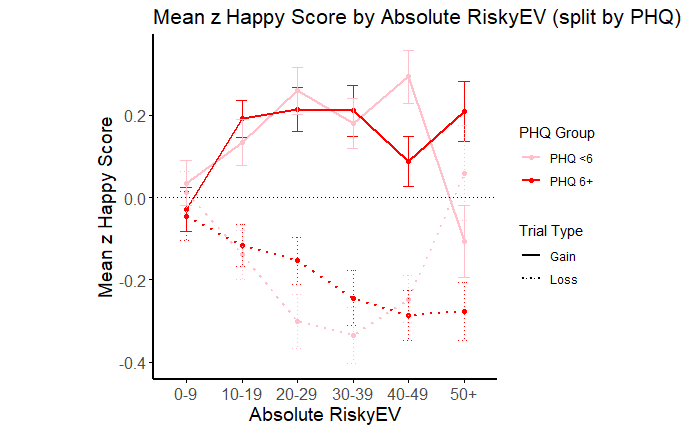 Mean z Happy Score by Absolute RiskyEV (split by PHQ)
Mean z Happy Score
0.2
0.0
-0.2
-0.4
0-9 10-19 20-29 30-39 40-49 50+
Absolute RiskyEV
PHQ Group
PHQ <6
PHQ 6+
Trial Type
Gain
Loss